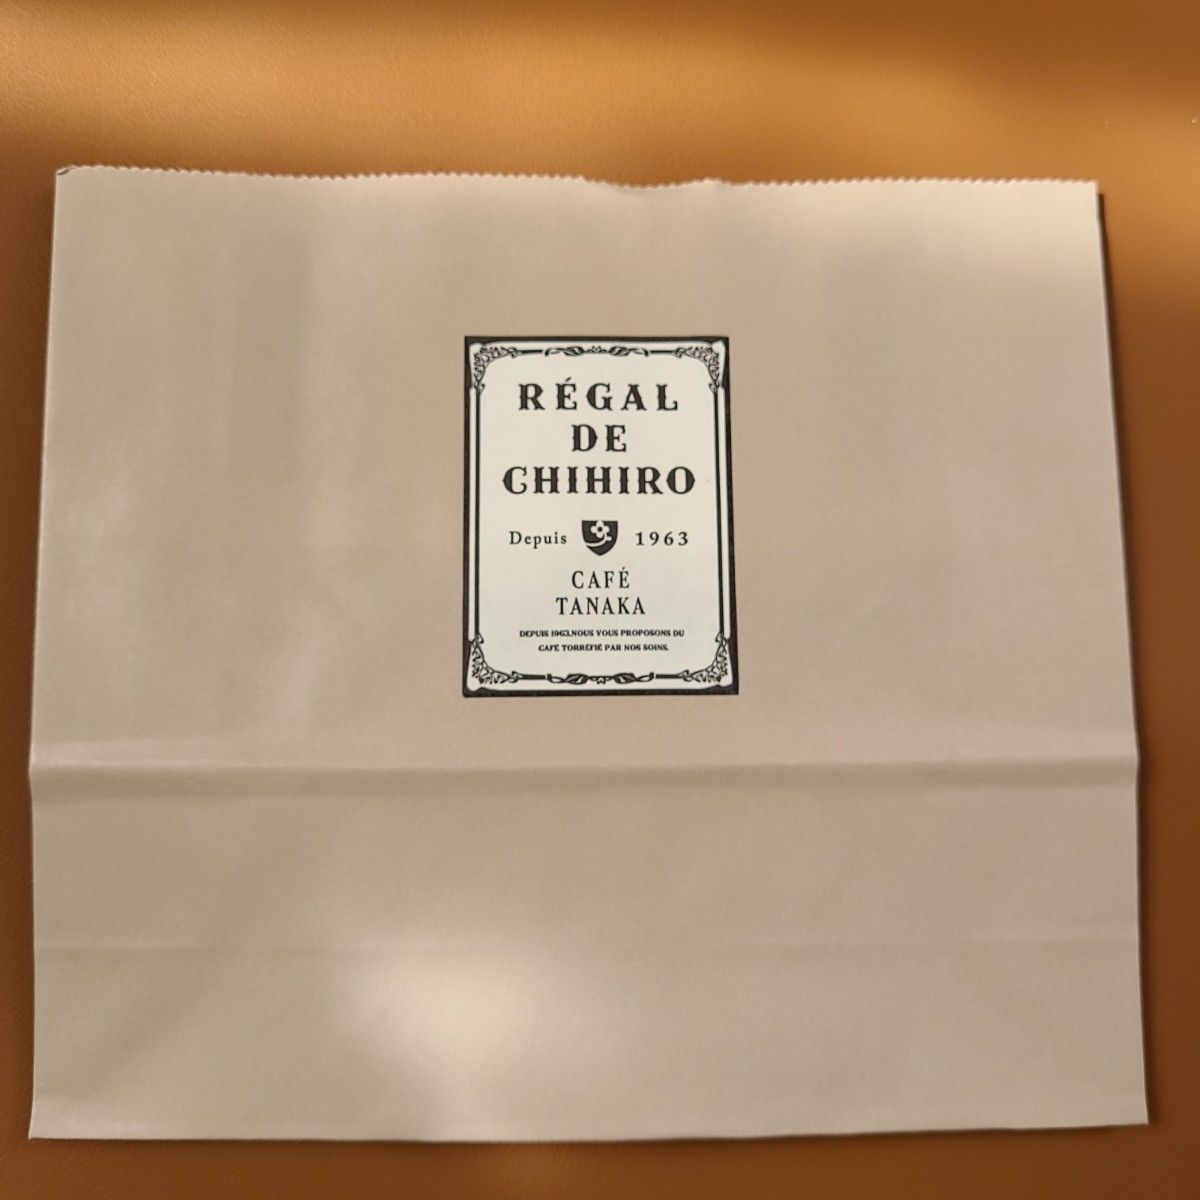 RÉGAL
DE
CHIHIRO
Depuis 1963
CAFÉ
TANAKA
DEPUIS 1963.NOUS VOUS PROPOSONS DU
CAFÉ TORRÉFIÉ PAR NOS SOINS.